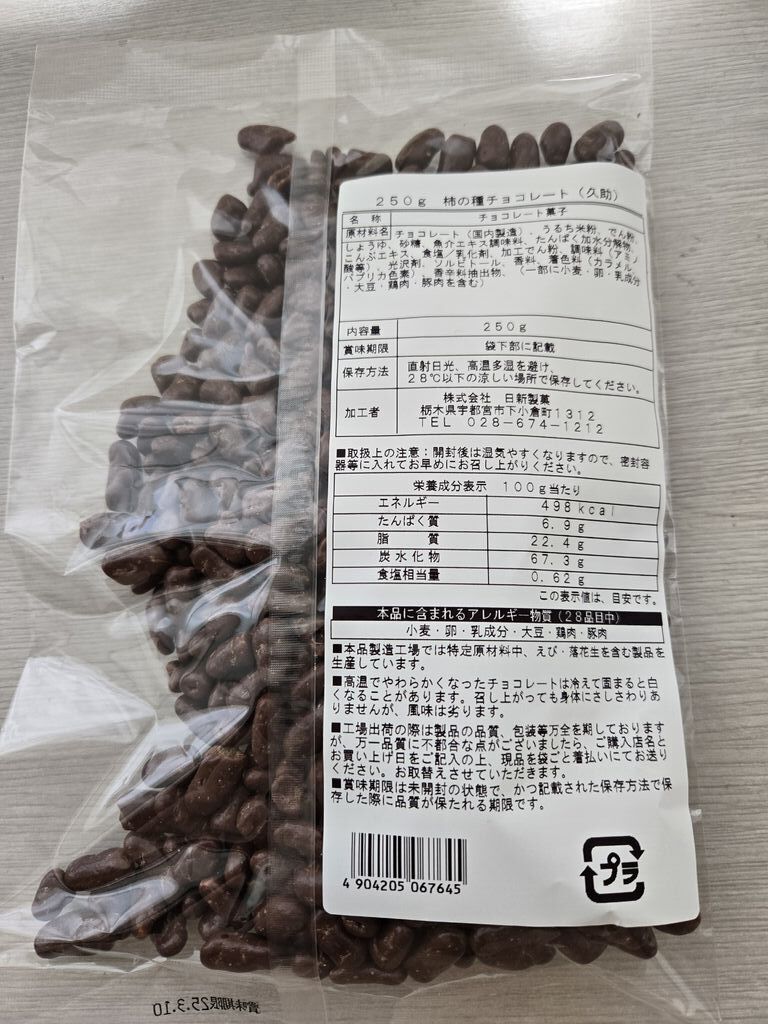 250g 柿の種チョコレート（久助）
名 称 チョコレート菓子
原材料名 チョコレート（国内製造）、うるち米粉、でん粉、
しょうゆ、砂糖、魚介エキス調味料、たんぱく加水分解物、
こんぶエキス、食塩／乳化剤、加工でん粉、調味料（アミノ
酸等）、光沢剤、ソルビトール、香料、着色料（カラメル、
パプリカ色素）、香辛料抽出物、（一部に小麦・卵・乳成分
・大豆・鶏肉・豚肉を含む）
内容量 250g
賞味期限 袋下部に記載
保存方法 直射日光、高温多湿を避け、
28℃以下の涼しい場所で保存してください。
加工者 株式会社 日新製菓
栃木県宇都宮市下小倉町1312
TEL 028-674-1212
■取扱上の注意：開封後は湿気やすくなりますので、密封容
器等に入れてお早めにお召し上がりください。
栄養成分表示 100g当たり
エネルギー 498kcal
たんぱく質 6.9g
脂 質 22.4g
炭水化物 67.3g
食塩相当量 0.62g
この表示値は、目安です。
本品に含まれるアレルギー物質（28品目中）
小麦・卵・乳成分・大豆・鶏肉・豚肉
■本品製造工場では特定原材料中、えび・落花生を含む製品を
生産しています。
■高温でやわらかくなったチョコレートは冷えて固まると白
くなることがあります。召し上がっても身体にさしさわりあ
りませんが、風味は劣ります。
■工場出荷の際は製品の品質、包装等万全を期しております
が、万一品質に不都合な点がございましたら、ご購入店名と
お買い上げ日をご記入の上、現品を袋ごと着払いにてお送り
ください。お取替えさせていただきます。
■賞味期限は未開封の状態で、かつ記載された保存方法で保
存した際に品質が保たれる期限です。
4 904205 067645
プラ
賞味期限25.3.10